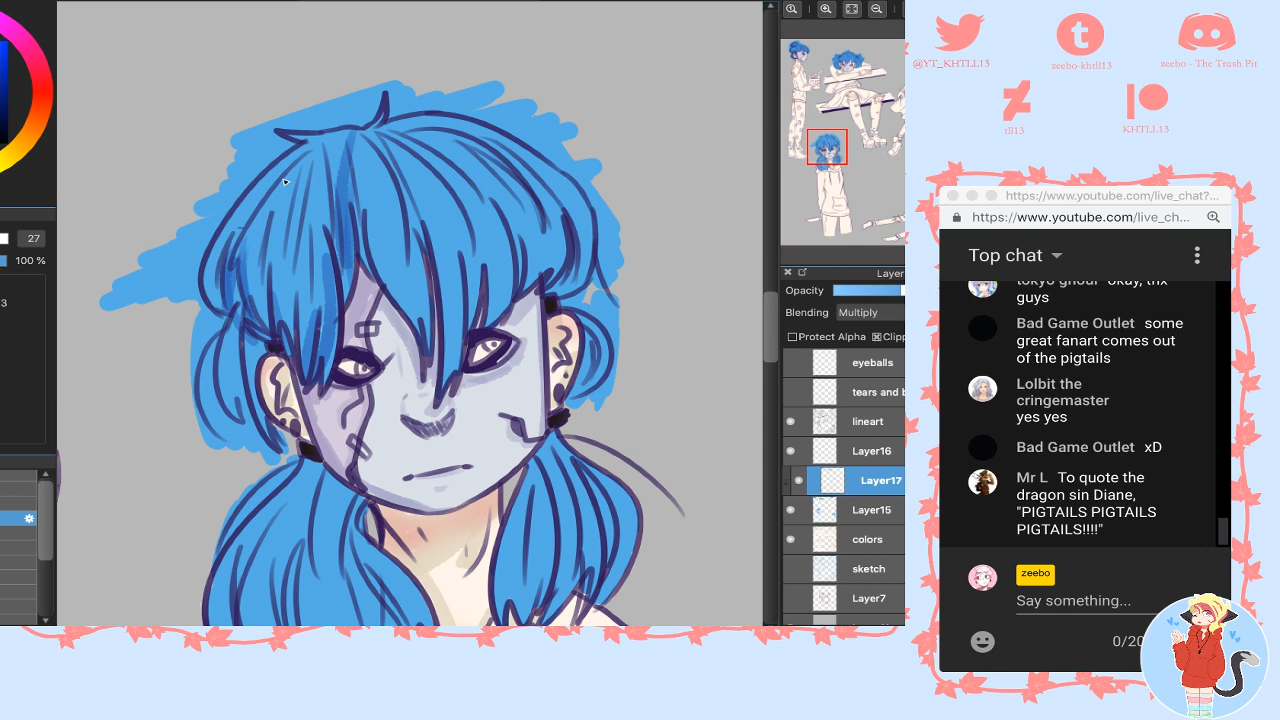 27
100 %
3
Layer
Opacity
Blending Multiply
Protect Alpha Clipp
eyeballs
tears and b
lineart
Layer16
Layer17
Layer15
colors
sketch
Layer7
@YT_KHTLL13
zeebo-khtll13
zeebo - The Trash Pit
tll13
KHTLL13
https://www.youtube.com/live_chat?...
https://www.youtube.com/live_ch...
Top chat
tokyo ghoul okay, thx
guys
Bad Game Outlet some
great fanart comes out
of the pigtails
Lolbit the
cringemaster
yes yes
Bad Game Outlet xD
Mr L To quote the
dragon sin Diane,
"PIGTAILS PIGTAILS
PIGTAILS!!!!"
zeebo
Say something...
0/20